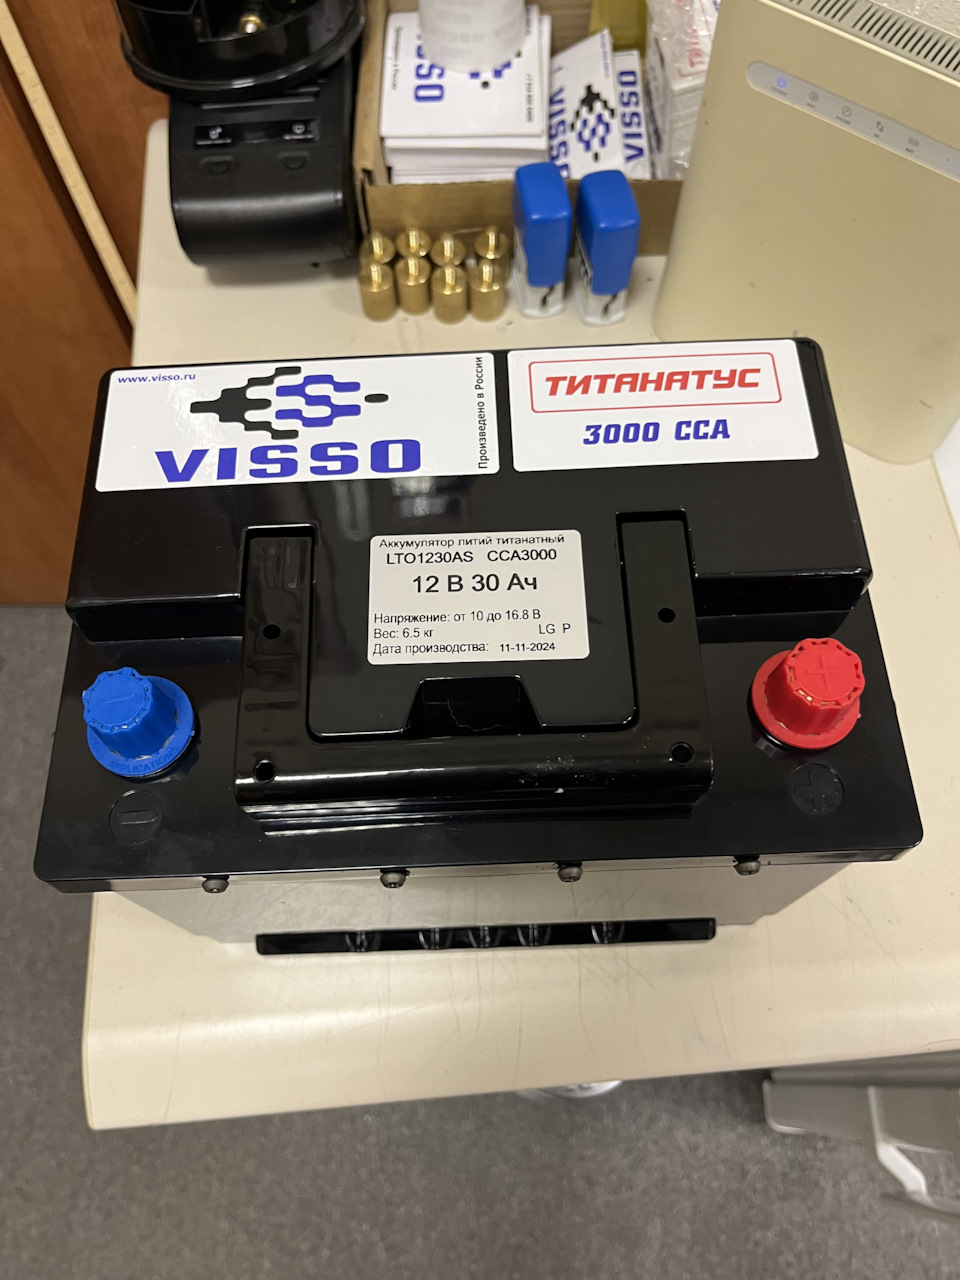 VISSO
VISSO
www.visso.ru
VISSO
Произведено в России
ТИТАНАТУС
3000 CCA
Аккумулятор литий титанатный
LTO1230AS CCA3000
12 В 30 Ач
Напряжение: от 10 до 16.8 В
Вес: 6.5 кг LG P
Дата производства: 11-11-2024